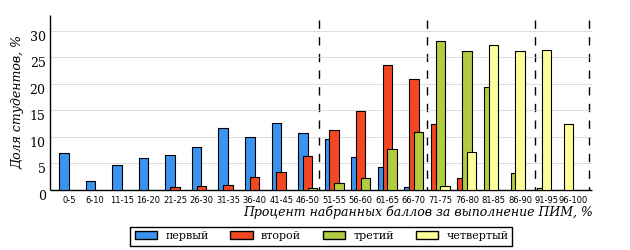 Доля студентов, %
30
25
20
15
10
5
0
0-5 6-10 11-15 16-20 21-25 26-30 31-35 36-40 41-45 46-50 51-55 56-60 61-65 66-70 71-75 76-80 81-85 86-90 91-95 96-100
Процент набранных баллов за выполнение ПИМ, %
первый второй третий четвертый